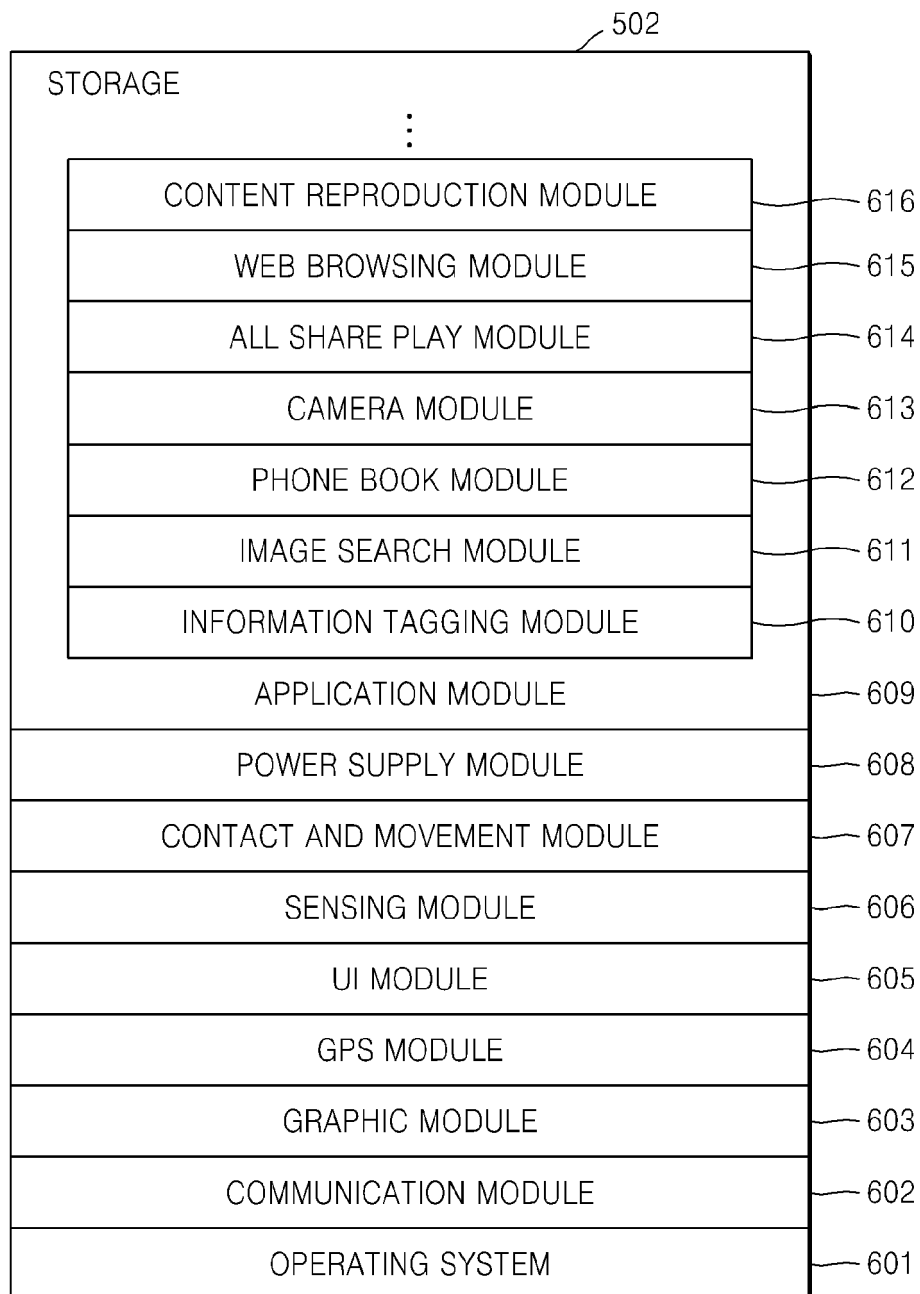 502
STORAGE
CONTENT REPRODUCTION MODULE 616
WEB BROWSING MODULE 615
ALL SHARE PLAY MODULE 614
CAMERA MODULE 613
PHONE BOOK MODULE 612
IMAGE SEARCH MODULE 611
INFORMATION TAGGING MODULE 610
APPLICATION MODULE 609
POWER SUPPLY MODULE 608
CONTACT AND MOVEMENT MODULE 607
SENSING MODULE 606
UI MODULE 605
GPS MODULE 604
GRAPHIC MODULE 603
COMMUNICATION MODULE 602
OPERATING SYSTEM 601